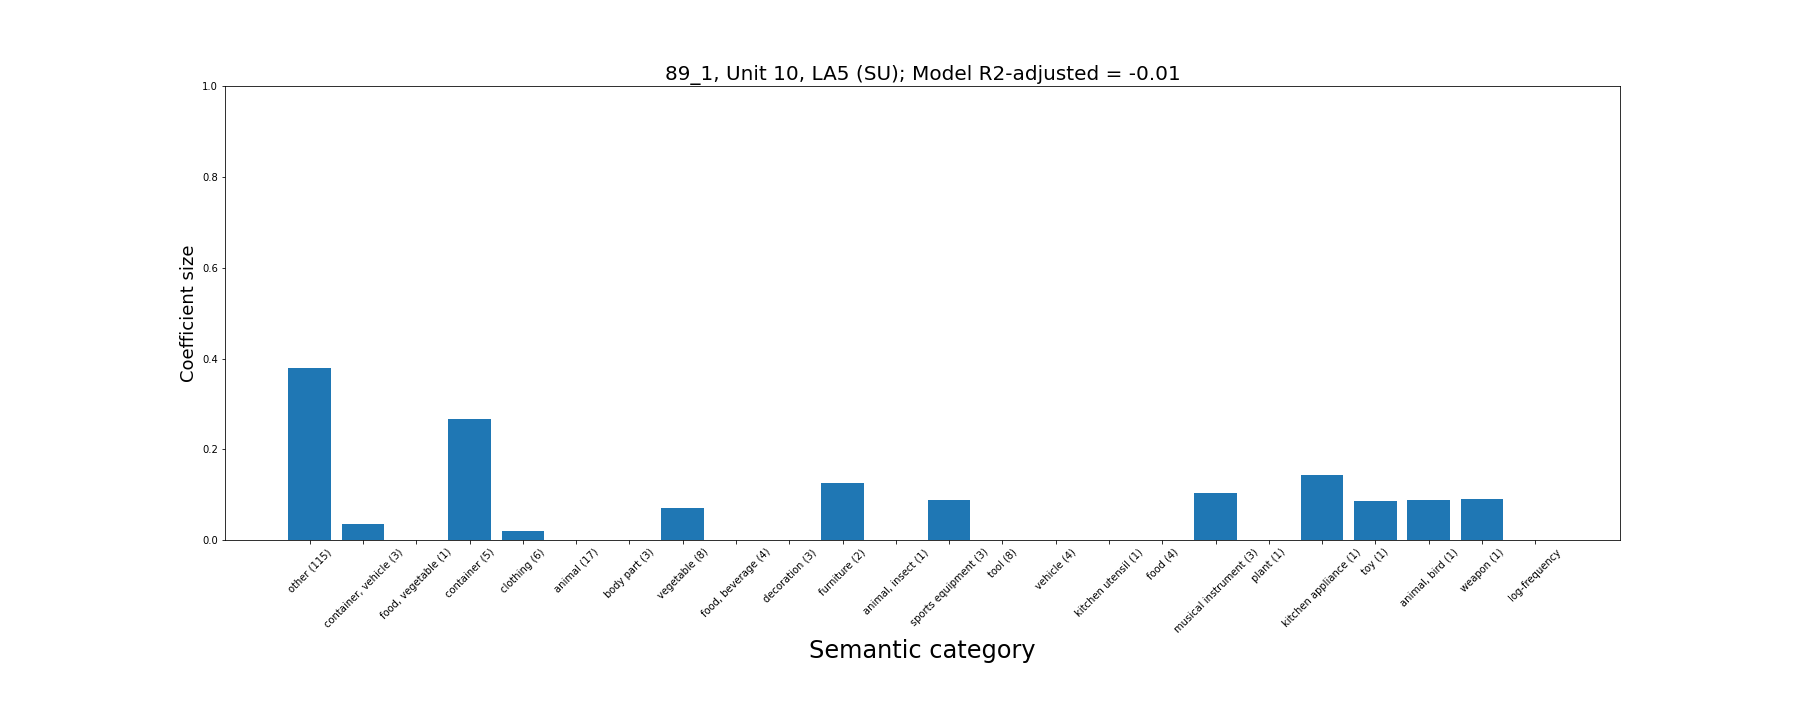 89_1, Unit 10, LA5 (SU); Model R2-adjusted = -0.01
Coefficient size
1.0
0.8
0.6
0.4
0.2
0.0
other (115)
container, vehicle (3)
food, vegetable (1)
container (5)
clothing (6)
animal (17)
body part (3)
vegetable (8)
food, beverage (4)
decoration (3)
furniture (2)
animal, insect (1)
sports equipment (3)
tool (8)
vehicle (4)
kitchen utensil (1)
food (4)
musical instrument (3)
plant (1)
kitchen appliance (1)
toy (1)
animal, bird (1)
weapon (1)
log-frequency
Semantic category